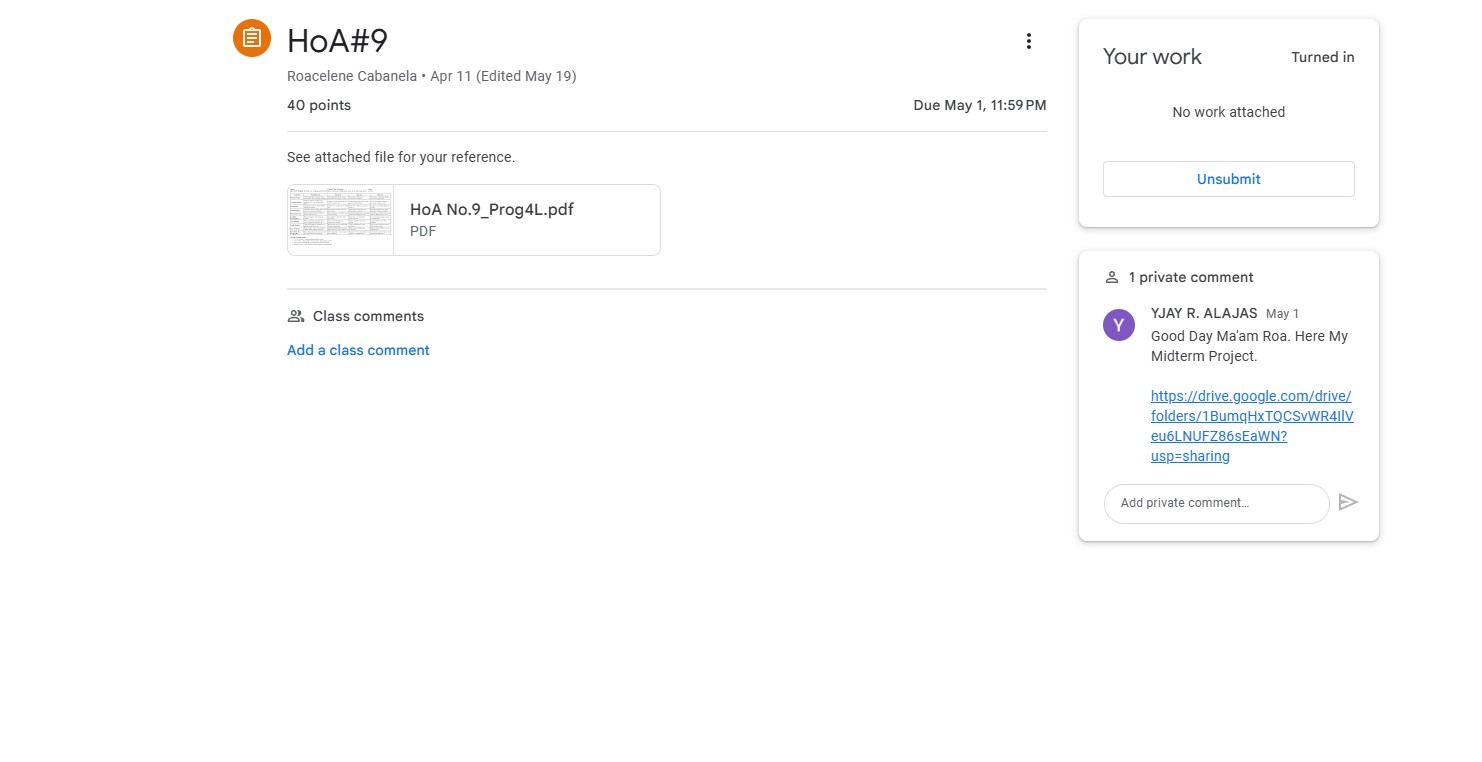 HoA#9
Roacelene Cabanela • Apr 11 (Edited May 19)
40 points
Due May 1, 11:59 PM
See attached file for your reference.
HoA No.9_Prog4L.pdf
PDF
Class comments
Add a class comment
Your work
Turned in
No work attached
Unsubmit
1 private comment
Y
YJAY R. ALAJAS May 1
Good Day Ma'am Roa. Here My
Midterm Project.
https://drive.google.com/drive/
folders/1BumqHxTQCSvWR4IlV
eu6LNUFZ86sEaWN?
usp=sharing
Add private comment…